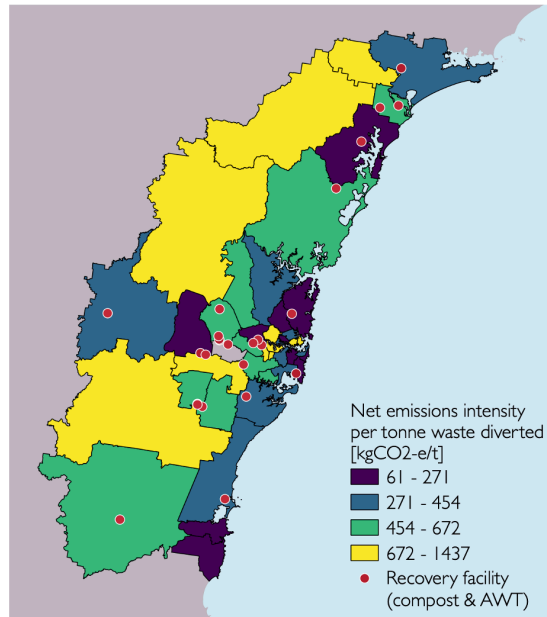 Net emissions intensity
per tonne waste diverted
[kgCO2-e/t]
61 - 271
271 - 454
454 - 672
672 - 1437
Recovery facility
(compost & AWT)